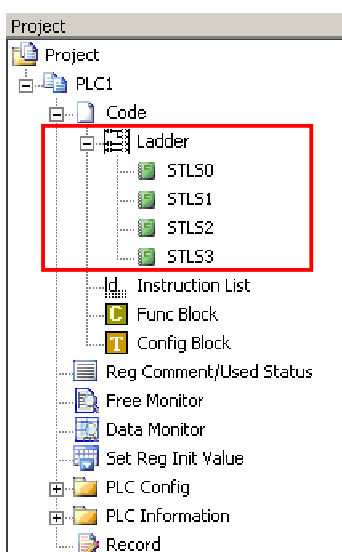 Project
Project
PLC1
Code
Ladder
STLS0
STLS1
STLS2
STLS3
Instruction List
C Func Block
T Config Block
Reg Comment/Used Status
Free Monitor
Data Monitor
Set Reg Init Value
PLC Config
PLC Information
Record